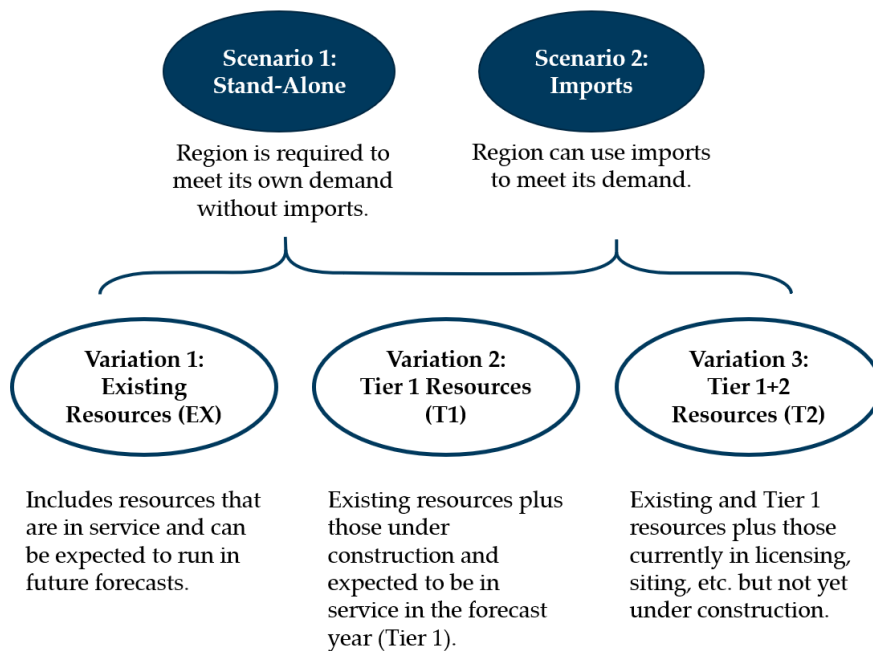 Scenario 1:
Stand-Alone
Scenario 2:
Imports
Region is required to
meet its own demand
without imports.
Region can use imports
to meet its demand.
Variation 1:
Existing
Resources (EX)
Variation 2:
Tier 1 Resources
(T1)
Variation 3:
Tier 1+2
Resources (T2)
Includes resources that
are in service and can
be expected to run in
future forecasts.
Existing resources plus
those under
construction and
expected to be in
service in the forecast
year (Tier 1).
Existing and Tier 1
resources plus those
currently in licensing,
siting, etc. but not yet
under construction.